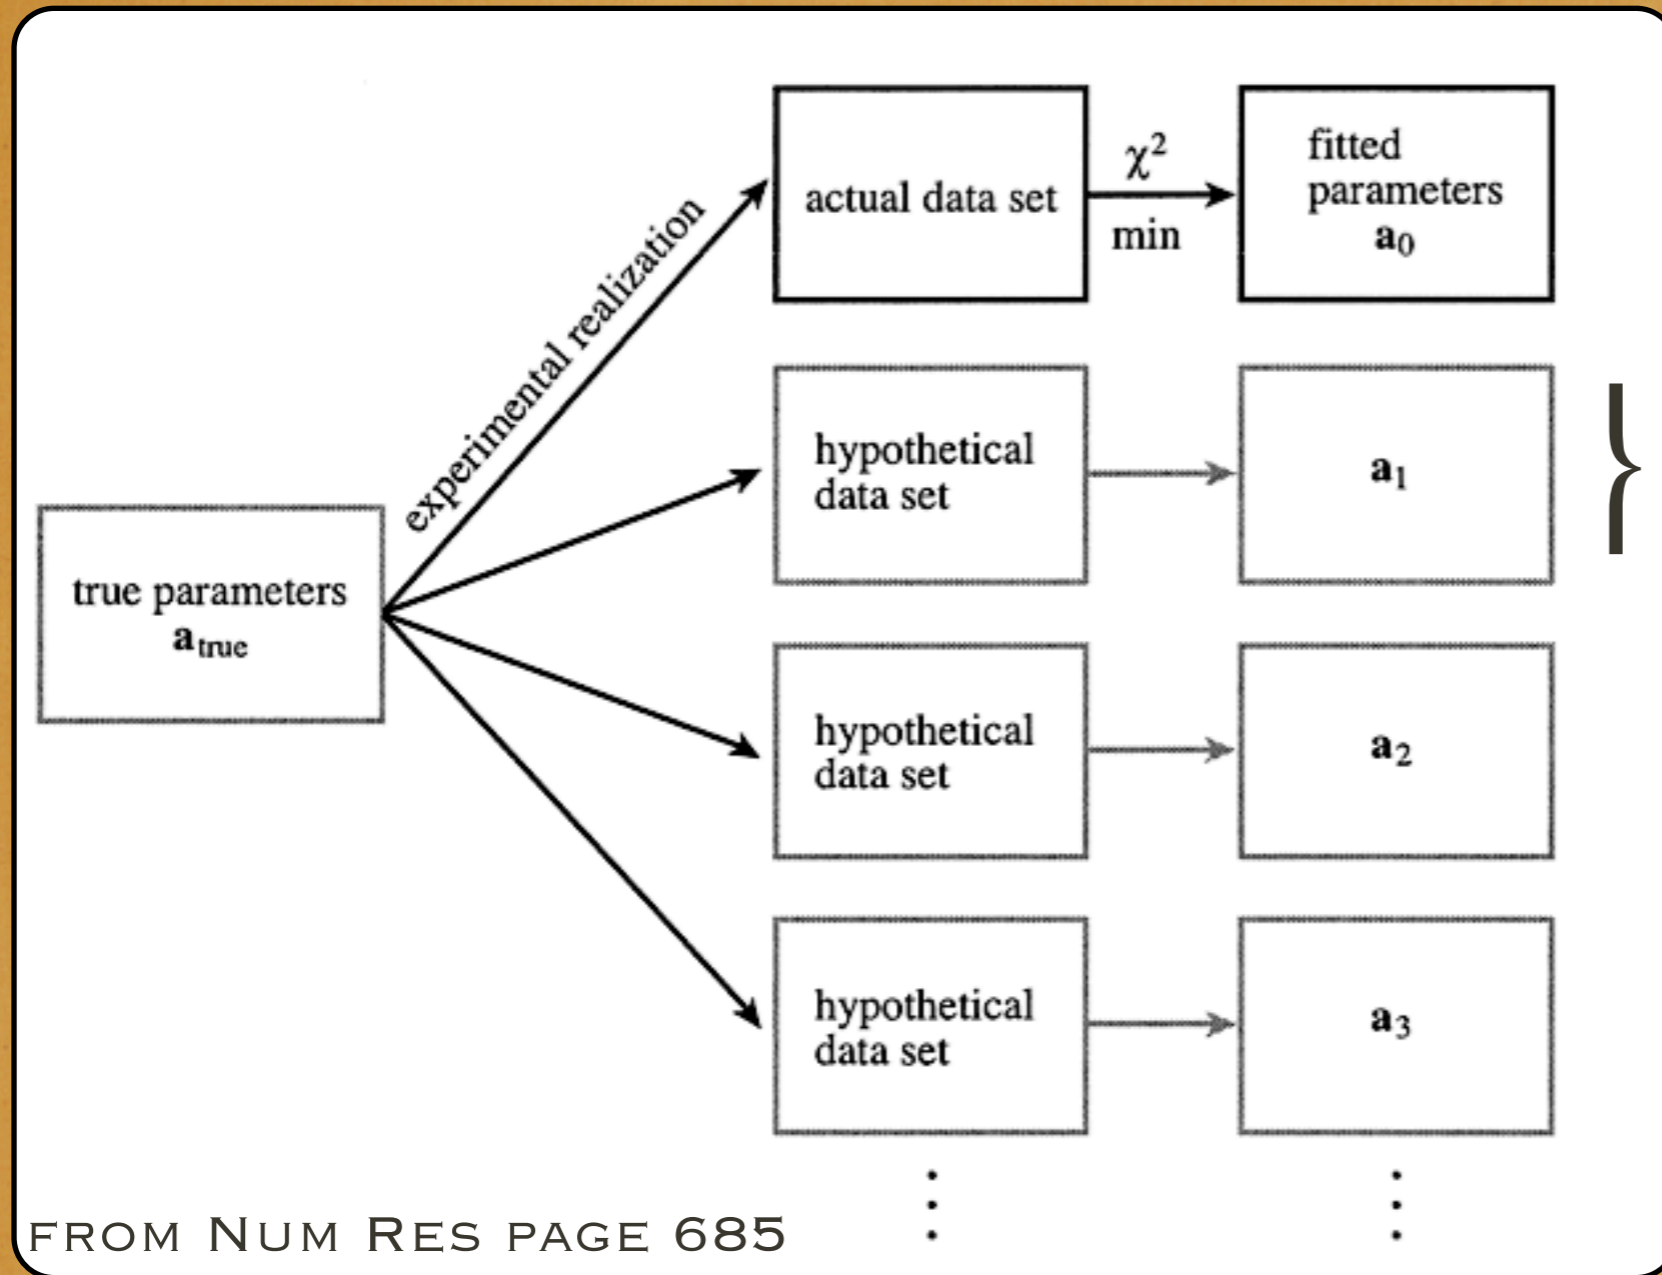 experimental realization
actual data set
χ²
min
fitted
parameters
a₀
true parameters
a_true
hypothetical
data set
a₁
}
hypothetical
data set
a₂
hypothetical
data set
a₃
FROM NUM RES PAGE 685